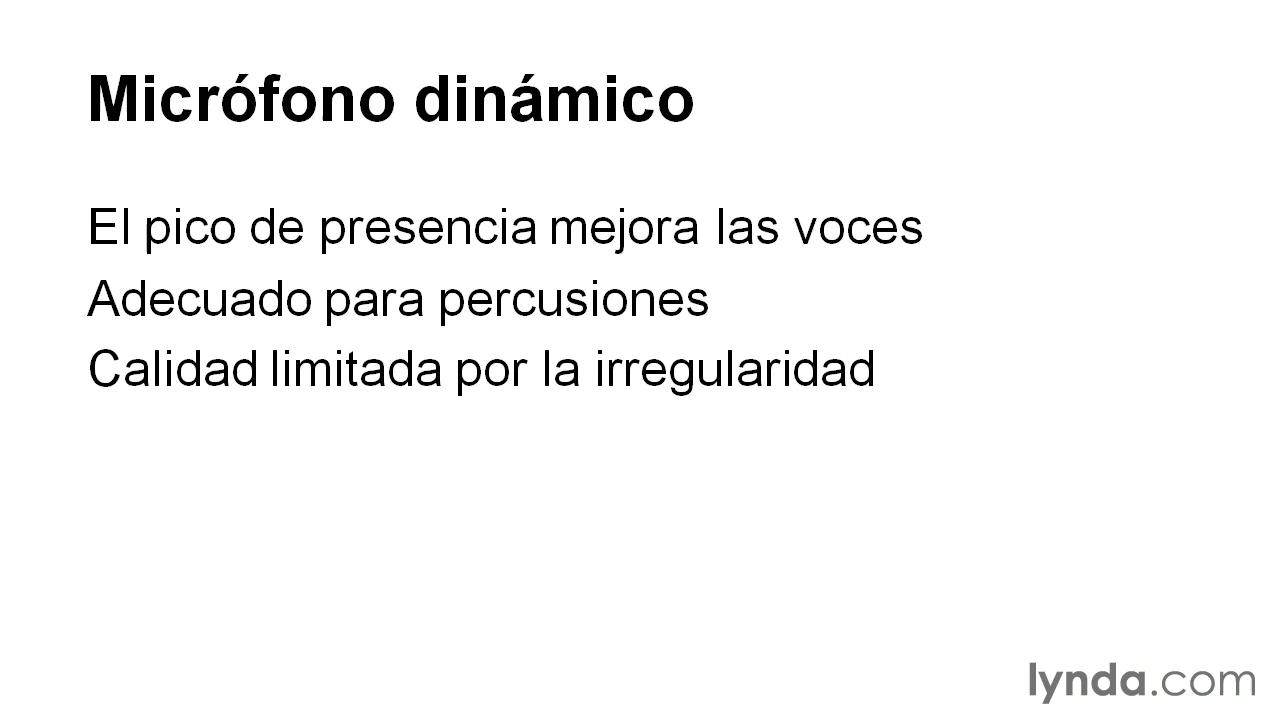 Micrófono dinámico
El pico de presencia mejora las voces
Adecuado para percusiones
Calidad limitada por la irregularidad
lynda.com